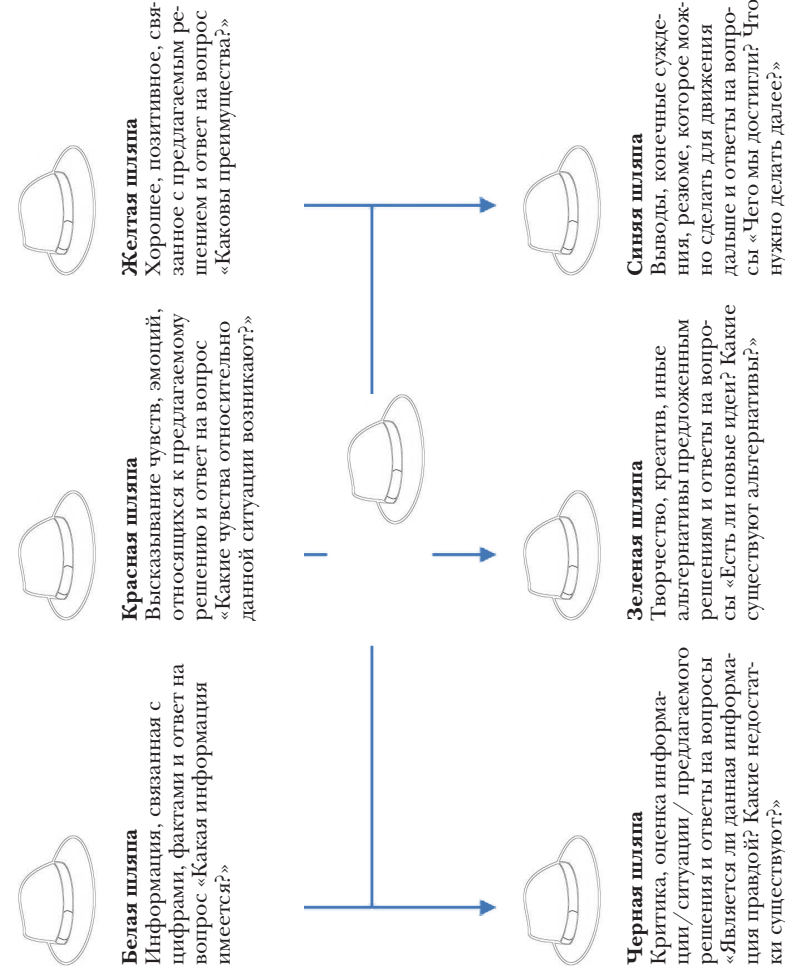 Белая шляпа
Информация, связанная с
цифрами, фактами и ответ на
вопрос «Какая информация
имеется?»
Красная шляпа
Высказывание чувств, эмоций,
относящихся к предлагаемому
решению и ответ на вопрос
«Какие чувства относительно
данной ситуации возникают?»
Желтая шляпа
Хорошее, позитивное, свя-
занное с предлагаемым ре-
шением и ответ на вопрос
«Каковы преимущества?»
Черная шляпа
Критика, оценка информа-
ции/ситуации/ предлагаемого
решения и ответы на вопросы
«Является ли данная информа-
ция правдой? Какие недостат-
ки существуют?»
Зеленая шляпа
Творчество, креатив, иные
альтернативы предложенным
решениям и ответы на вопро-
сы «Есть ли новые идеи? Какие
существуют альтернативы?»
Синяя шляпа
Выводы, конечные сужде-
ния, резюме, которое мож-
но сделать для движения
дальше и ответы на вопро-
сы «Чего мы достигли? Что
нужно делать далее?»